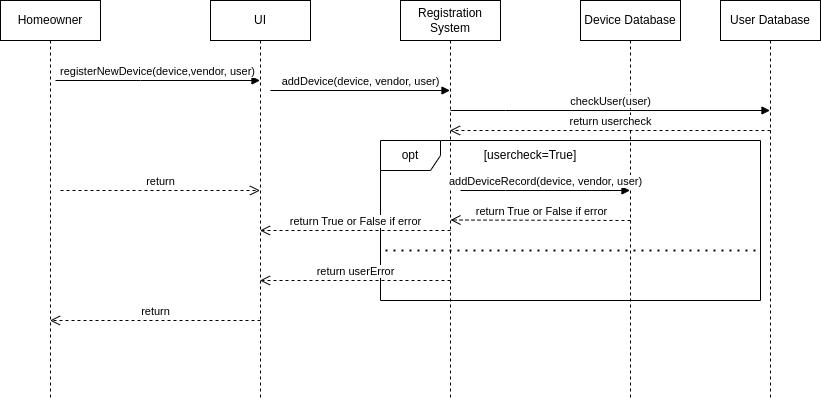 Homeowner
UI
Registration
System
Device Database
User Database
registerNewDevice(device,vendor, user)
addDevice(device, vendor, user)
checkUser(user)
return usercheck
opt
[usercheck=True]
return
addDeviceRecord(device, vendor, user)
return True or False if error
return True or False if error
return userError
return